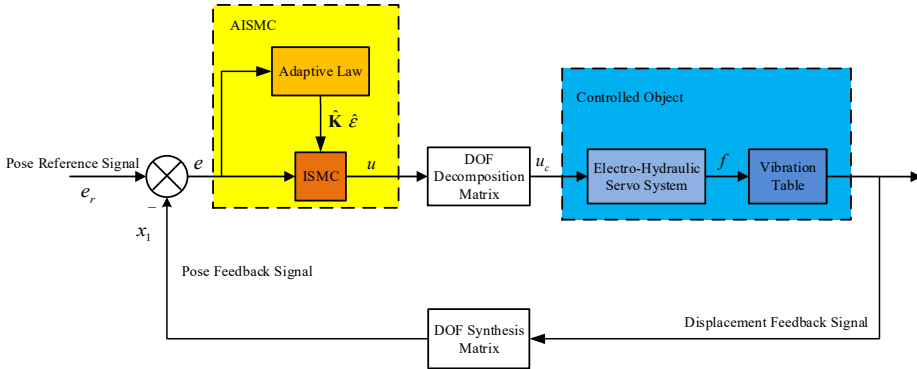 AISMC
Adaptive Law
K̂ ε̂
ISMC
Controlled Object
Pose Reference Signal
e_r
e
u
DOF
Decomposition
Matrix
u_c
Electro-Hydraulic
Servo System
f
Vibration
Table
−
x_1
Pose Feedback Signal
DOF Synthesis
Matrix
Displacement Feedback Signal